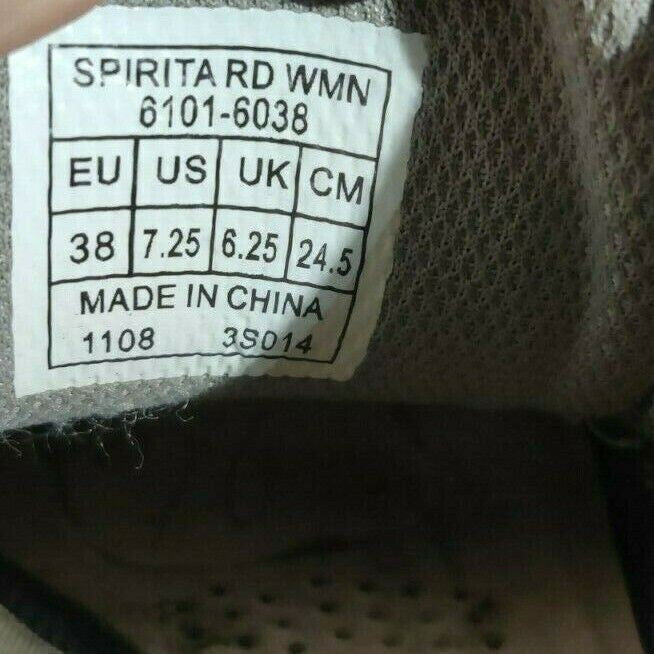 SPIRITA RD WMN
6101-6038
EU US UK CM
38 7.25 6.25 24.5
MADE IN CHINA
1108 3S014